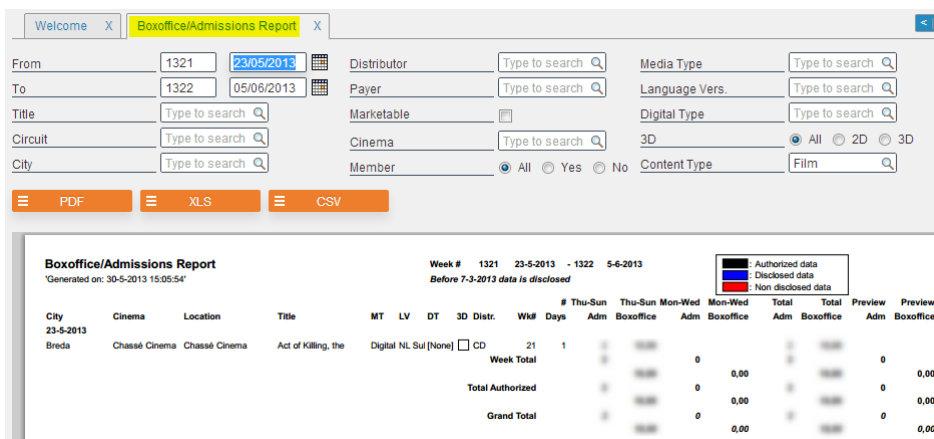 Welcome X Boxoffice/Admissions Report X <
From 1321 23/05/2013 Distributor Type to search Media Type Type to search
To 1322 05/06/2013 Payer Type to search Language Vers. Type to search
Title Type to search Marketable Digital Type Type to search
Circuit Type to search Cinema Type to search 3D All 2D 3D
City Type to search Member All Yes No Content Type Film
PDF XLS CSV
Boxoffice/Admissions Report Week # 1321 23-5-2013 - 1322 5-6-2013 : Authorized data
'Generated on: 30-5-2013 15:05:54' Before 7-3-2013 data is disclosed : Disclosed data
: Non disclosed data
# Thu-Sun Thu-Sun Mon-Wed Mon-Wed Total Total Preview Preview
City Cinema Location Title MT LV DT 3D Distr. Wk# Days Adm Boxoffice Adm Boxoffice Adm Boxoffice Adm Boxoffice
23-5-2013
Breda Chassé Cinema Chassé Cinema Act of Killing, the Digital NL Sul [None] CD 21 1
Week Total 0 0
0,00 0,00
Total Authorized 0 0
0,00 0,00
Grand Total 0 0
0,00 0,00